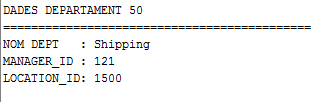 DADES DEPARTAMENT 50
============================================
NOM DEPT   : Shipping
MANAGER_ID : 121
LOCATION_ID: 1500